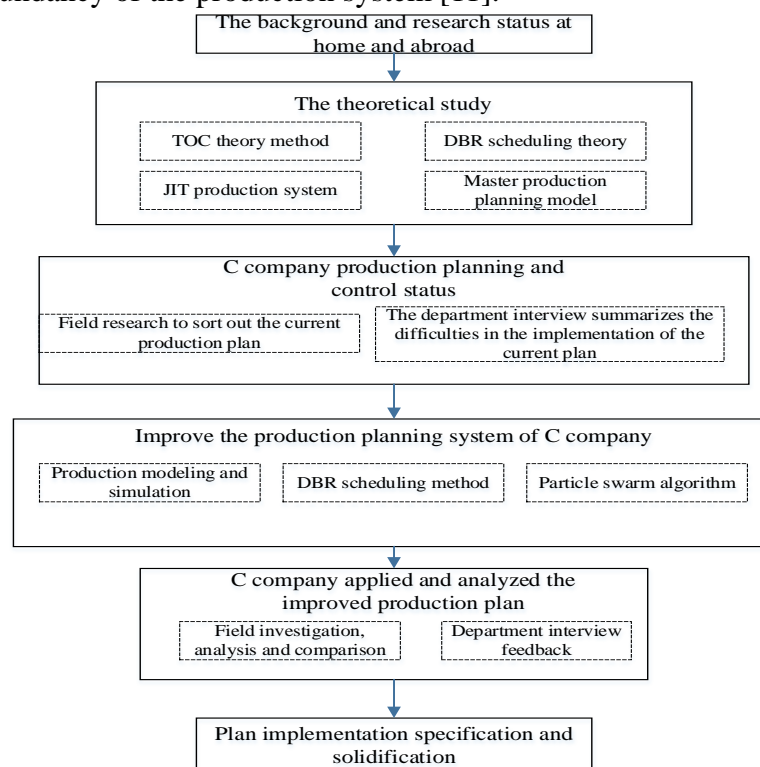 undancy of the production system [11].
The background and research status at
home and abroad
The theoretical study
TOC theory method
DBR scheduling theory
JIT production system
Master production
planning model
C company production planning and
control status
Field research to sort out the current
production plan
The department interview summarizes the
difficulties in the implementation of the
current plan
Improve the production planning system of C company
Production modeling and
simulation
DBR scheduling method
Particle swarm algorithm
C company applied and analyzed the
improved production plan
Field investigation,
analysis and comparison
Department interview
feedback
Plan implementation specification and
solidification